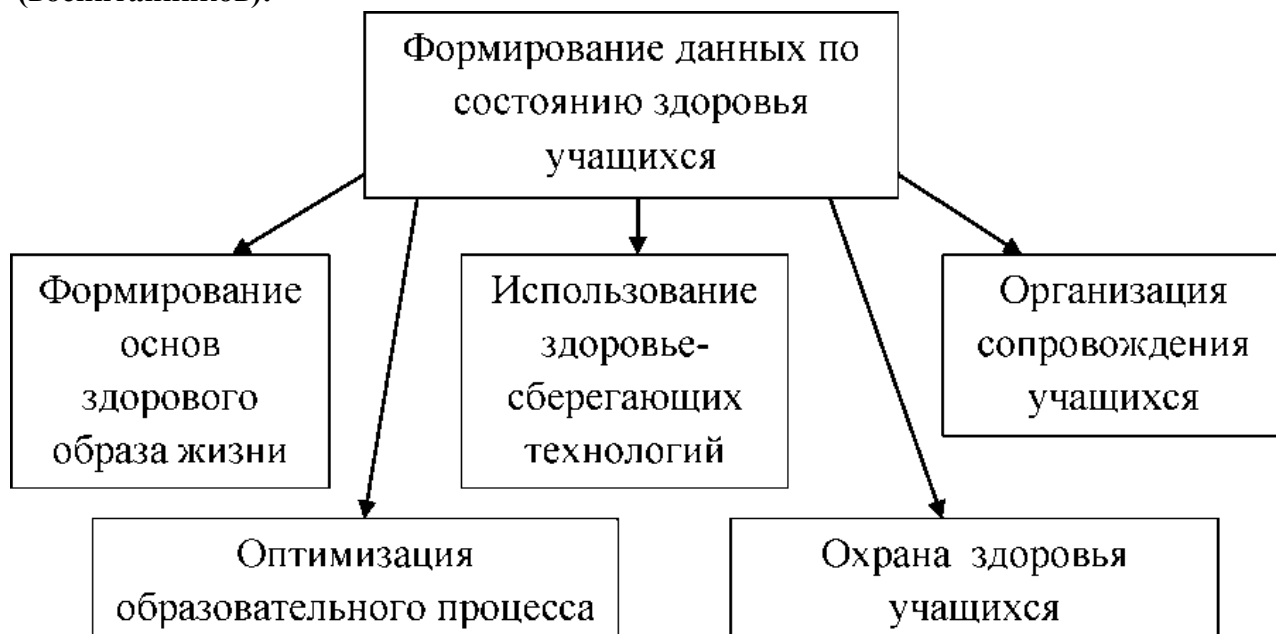 Формирование данных по
состоянию здоровья
учащихся
Формирование
основ
здорового
образа жизни
Использование
здоровье-
сберегающих
технологий
Организация
сопровождения
учащихся
Оптимизация
образовательного процесса
Охрана здоровья
учащихся